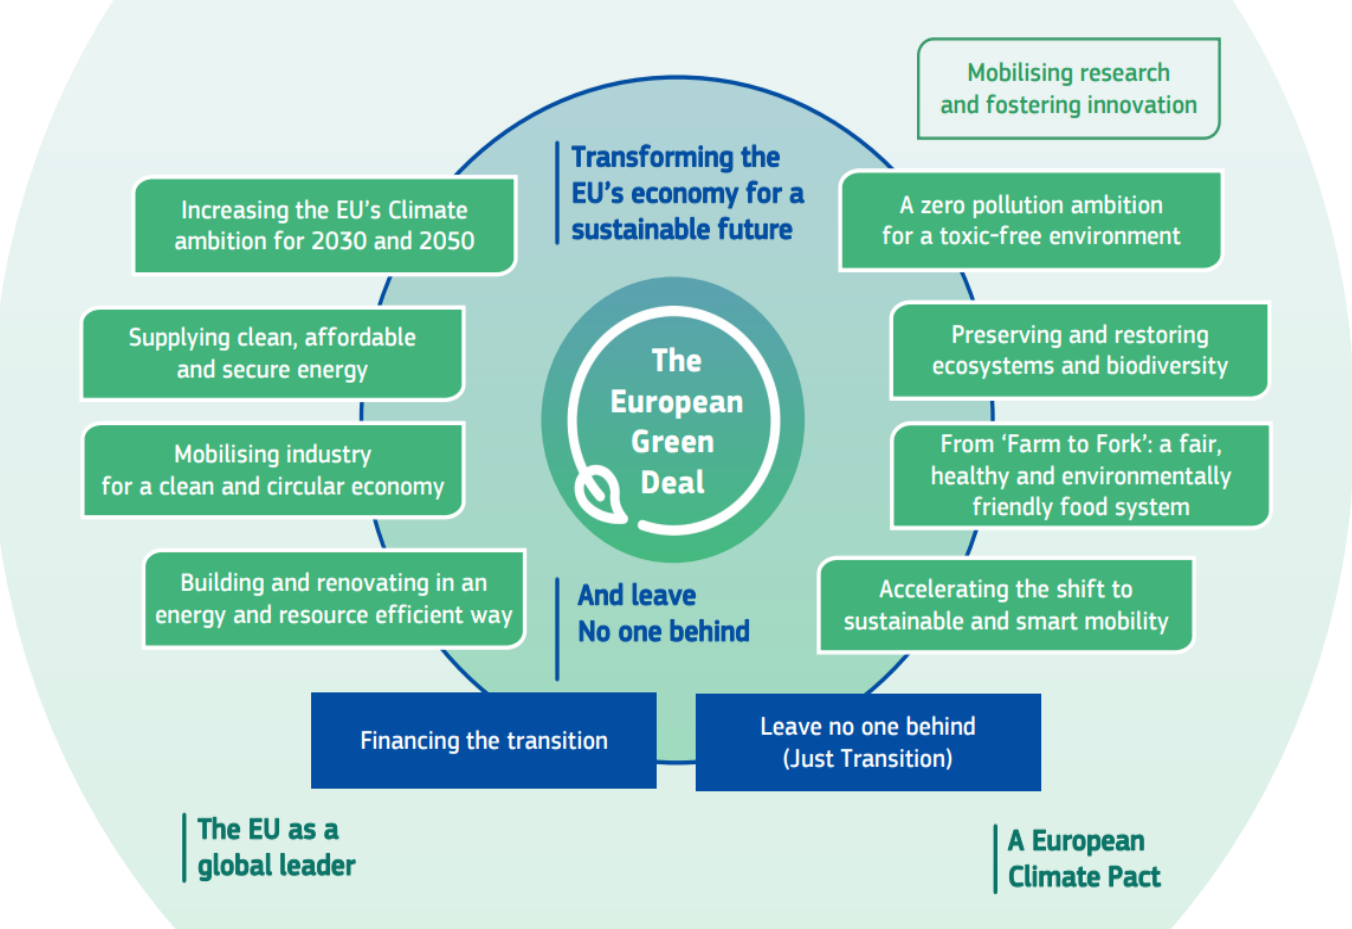 Mobilising research
and fostering innovation
Transforming the
EU's economy for a
sustainable future
Increasing the EU's Climate
ambition for 2030 and 2050
A zero pollution ambition
for a toxic-free environment
Supplying clean, affordable
and secure energy
Preserving and restoring
ecosystems and biodiversity
The
European
Green
Deal
Mobilising industry
for a clean and circular economy
From ‘Farm to Fork’: a fair,
healthy and environmentally
friendly food system
Building and renovating in an
energy and resource efficient way
Accelerating the shift to
sustainable and smart mobility
And leave
No one behind
Financing the transition
Leave no one behind
(Just Transition)
The EU as a
global leader
A European
Climate Pact